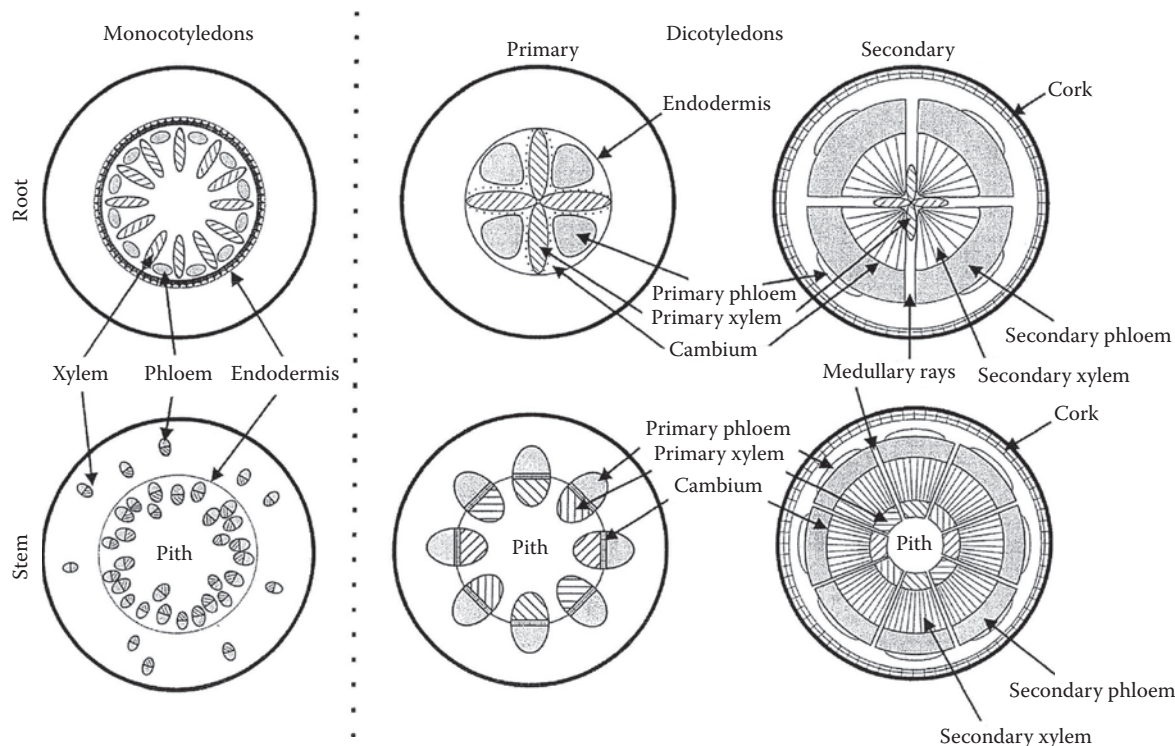 Monocotyledons
Dicotyledons
Primary
Secondary
Root
Endodermis
Cork
Primary phloem
Primary xylem
Cambium
Secondary phloem
Medullary rays
Secondary xylem
Xylem
Phloem
Endodermis
Stem
Pith
Primary phloem
Primary xylem
Cambium
Pith
Cork
Pith
Secondary phloem
Secondary xylem